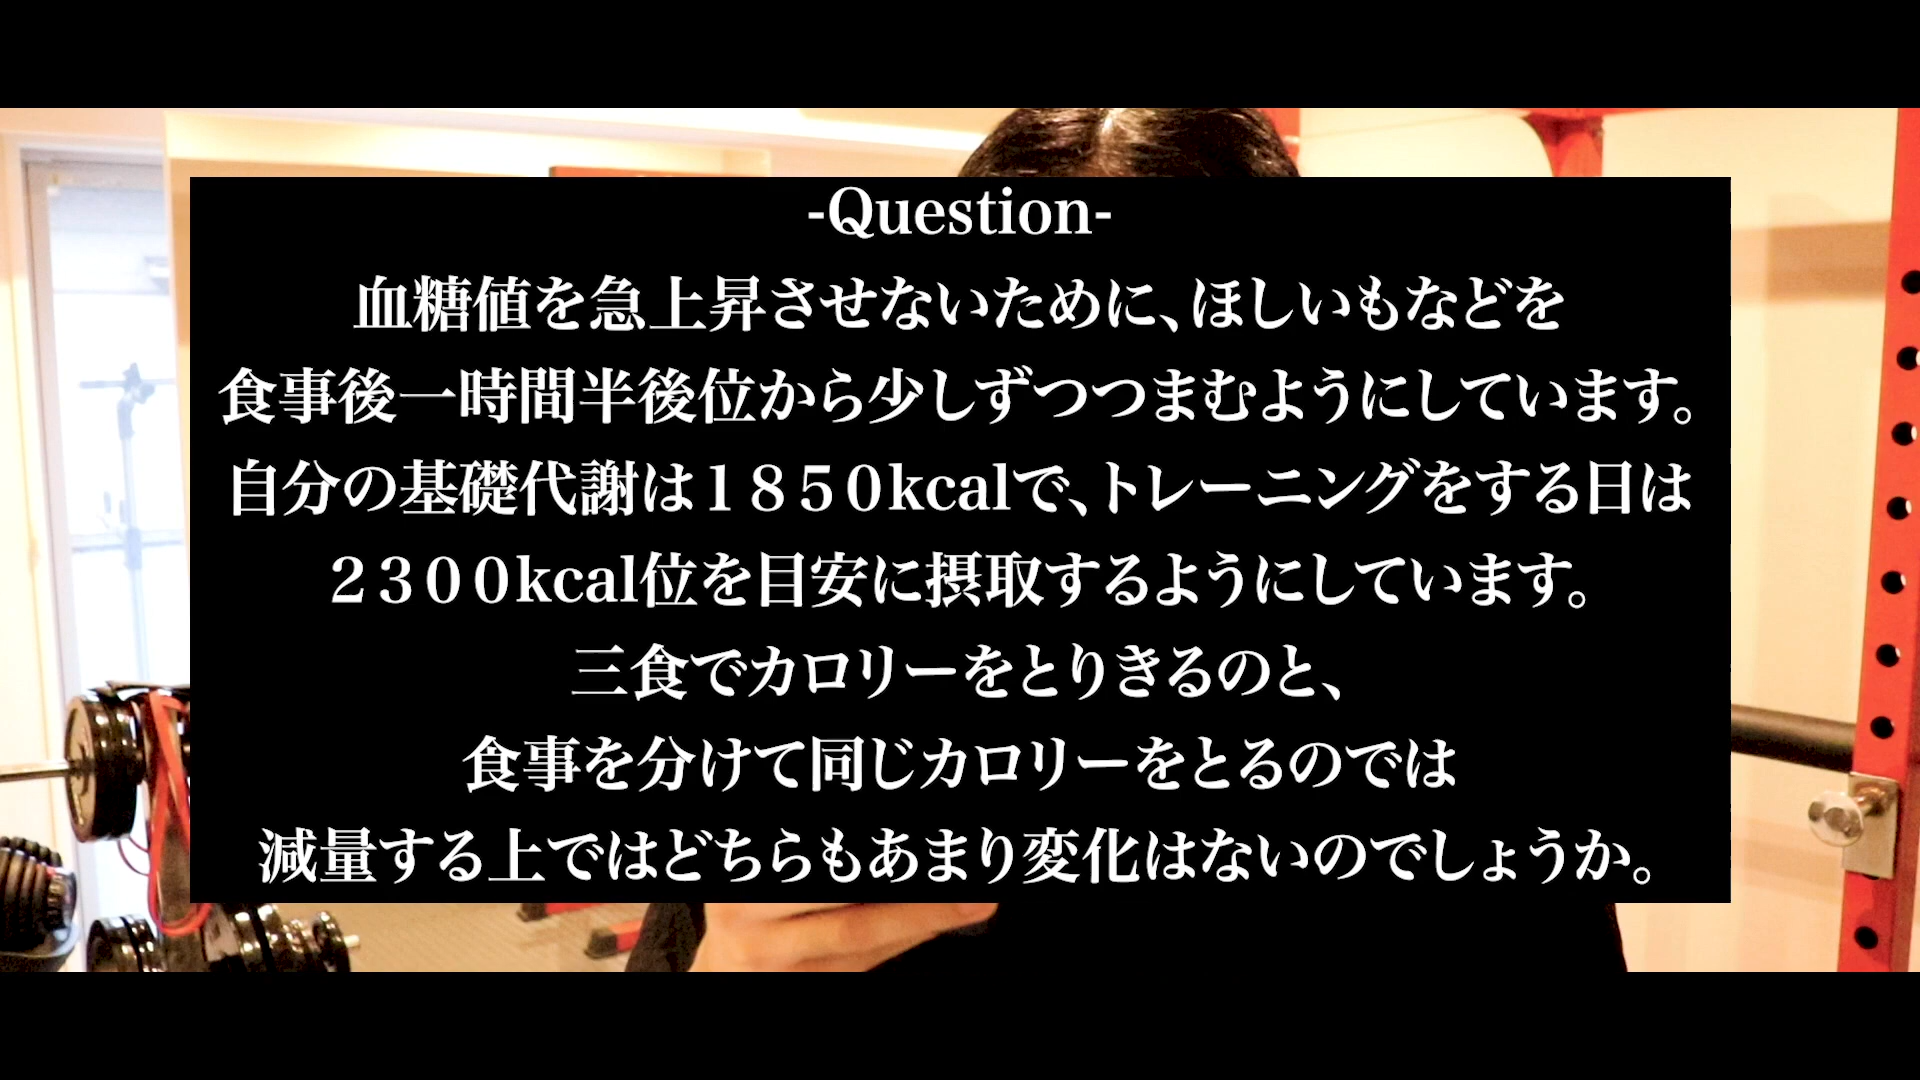 -Question-
血糖値を急上昇させないために、ほしいもなどを
食事後一時間半後位から少しずつつまむようにしています。
自分の基礎代謝は１８５０kcalで、トレーニングをする日は
２３００kcal位を目安に摂取するようにしています。
三食でカロリーをとりきるのと、
食事を分けて同じカロリーをとるのでは
減量する上ではどちらもあまり変化はないのでしょうか。